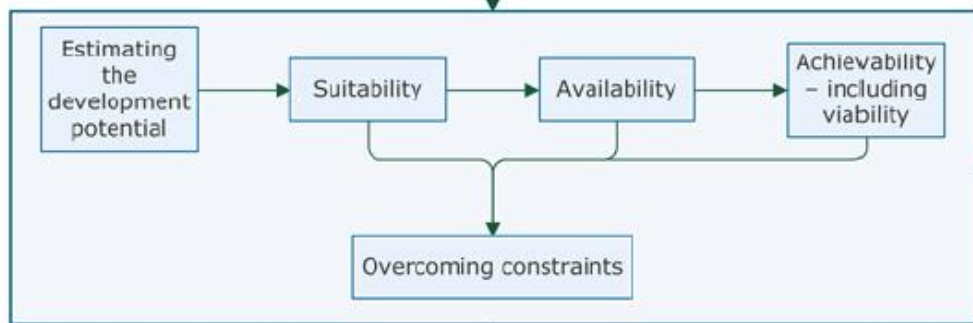 Estimating
the
development
potential
Suitability
Availability
Achievability
– including
viability
Overcoming constraints